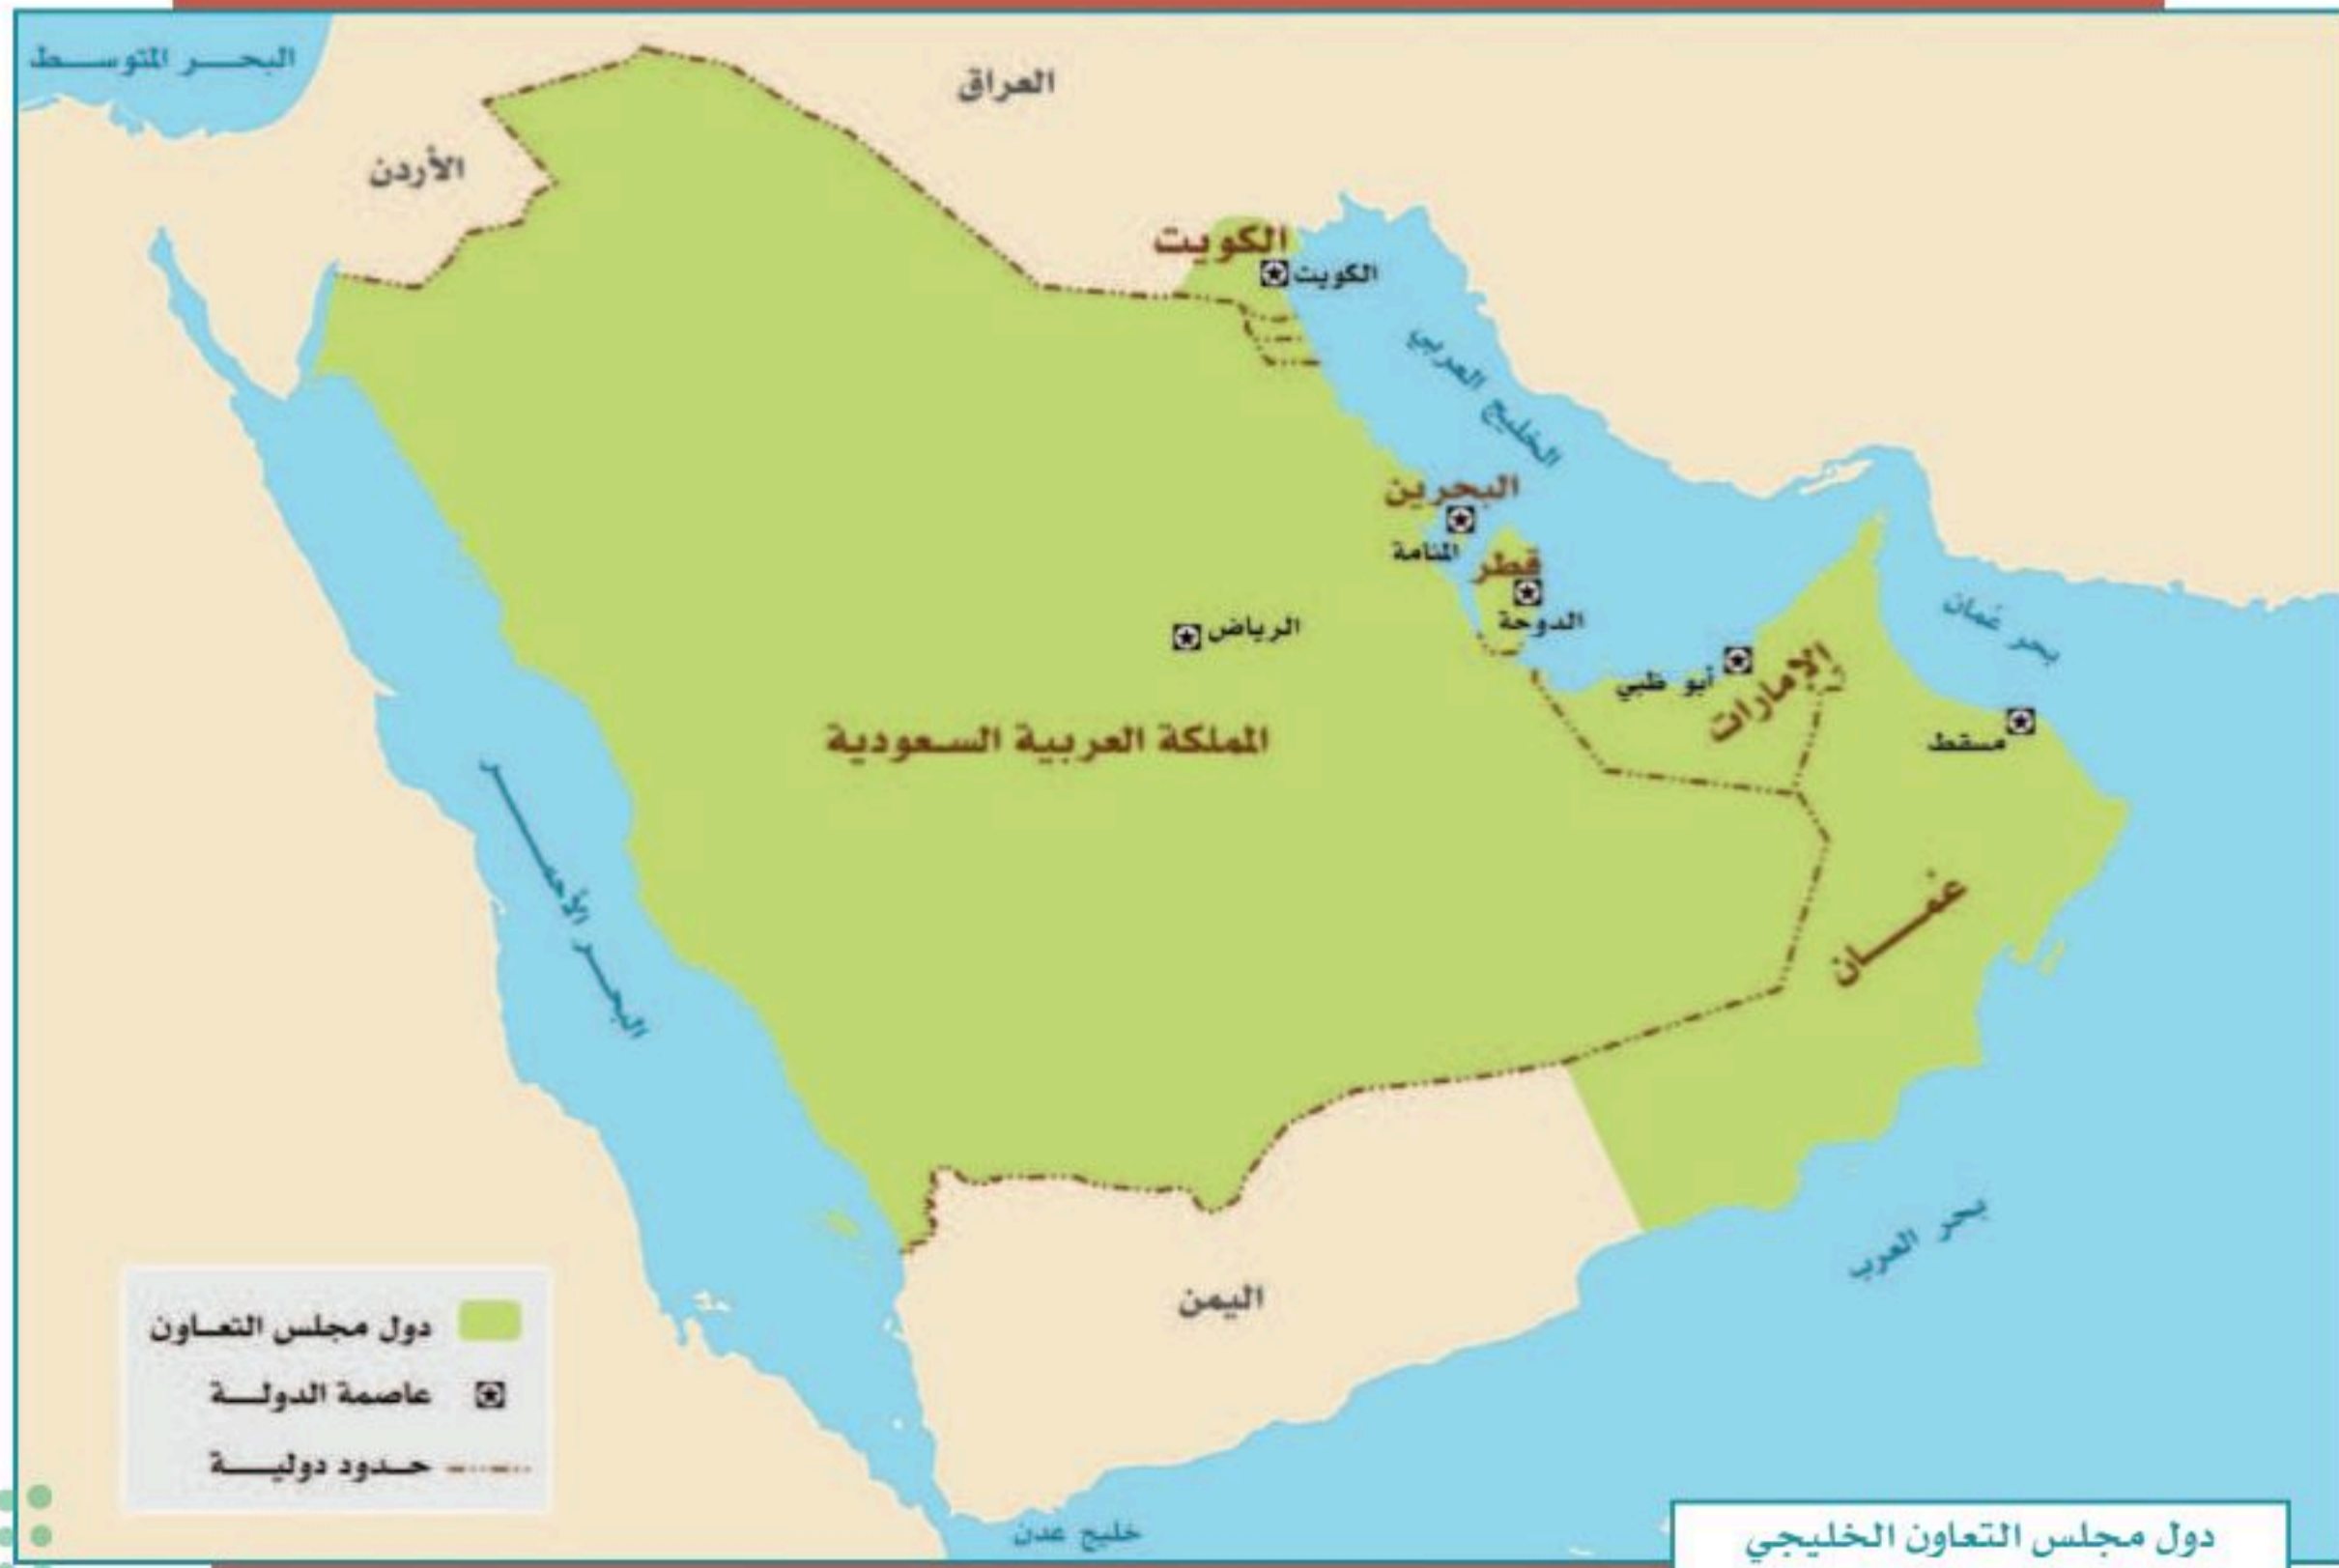 البحر المتوسط
العراق
الأردن
الكويت
الكويت
الخليج العربي
البحرين
المنامة
قطر
الدوحة
الرياض
بحر عُمان
أبو ظبي
الإمارات
مسقط
المملكة العربية السعودية
البحر الأحمر
عُمان
بحر العرب
اليمن
دول مجلس التعاون
عاصمة الدولة
حدود دولية
خليج عدن
دول مجلس التعاون الخليجي